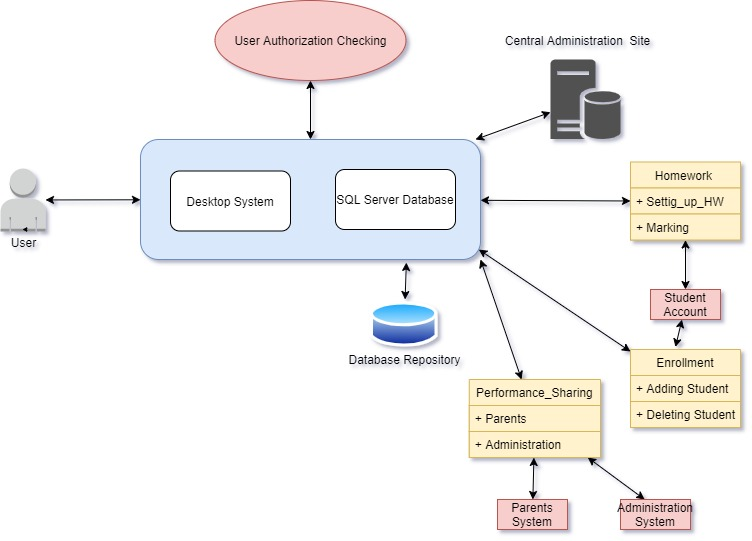 User Authorization Checking
Central Administration Site
Desktop System
SQL Server Database
User
Homework
+ Settig_up_HW
+ Marking
Student
Account
Database Repository
Enrollment
+ Adding Student
+ Deleting Student
Performance_Sharing
+ Parents
+ Administration
Parents
System
Administration
System